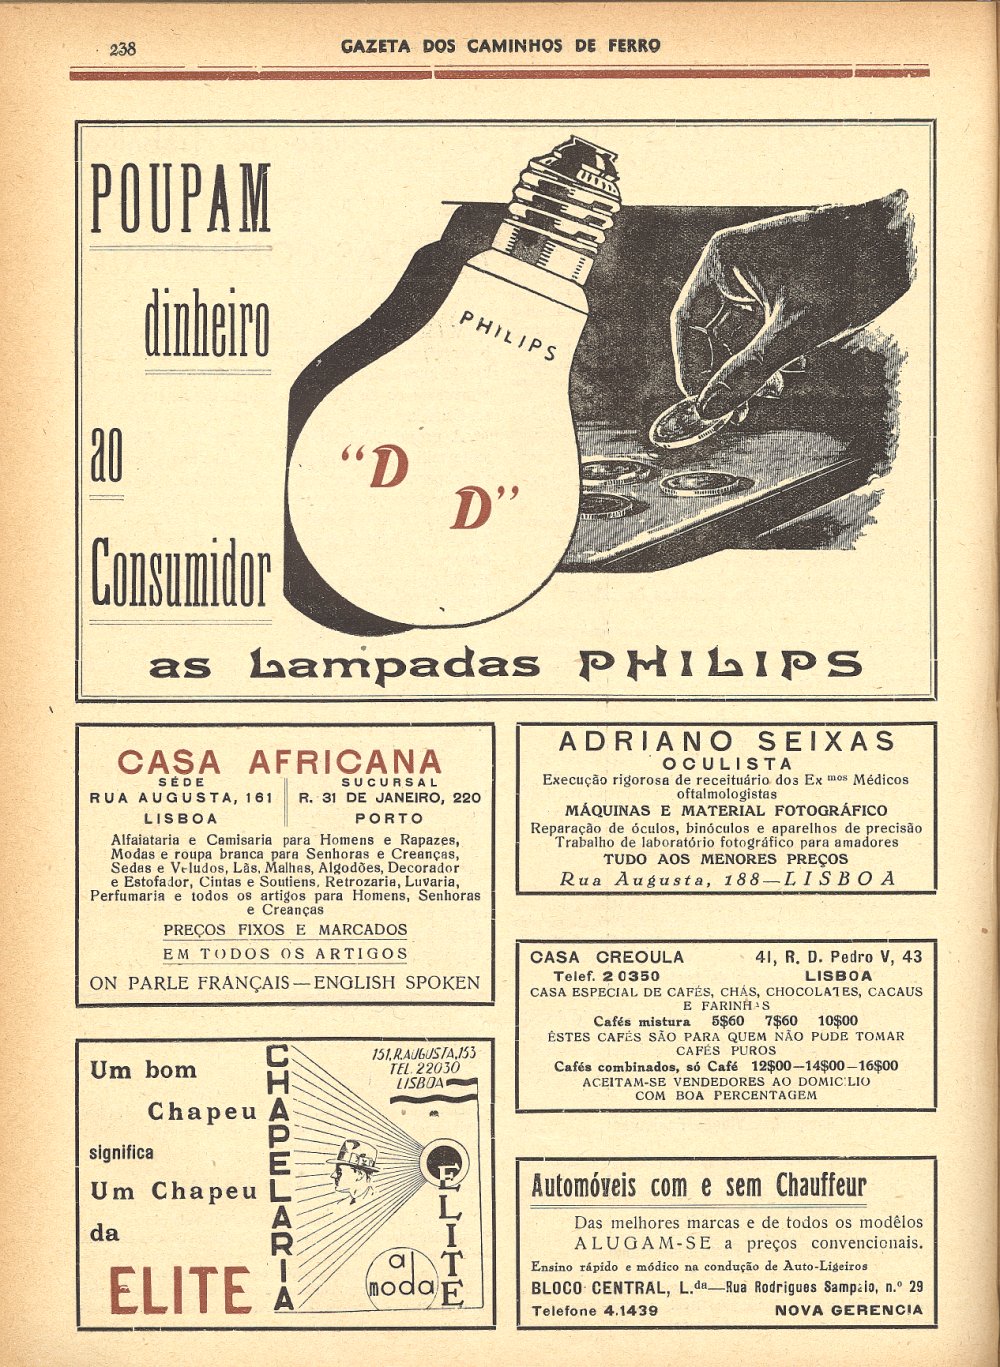 238
GAZETA DOS CAMINHOS DE FERRO
POUPAM
dinheiro
ao
Consumidor
PHILIPS
"D
D"
as Lampadas PHILIPS
CASA AFRICANA
SÉDE
RUA AUGUSTA, 161
LISBOA
SUCURSAL
R. 31 DE JANEIRO, 220
PORTO
Alfaiataria e Camisaria para Homens e Rapazes,
Modas e roupa branca para Senhoras e Creanças,
Sedas e Veludos, Lãs, Malhas, Algodões, Decorador
e Estofador, Cintas e Soutiens, Retrozaria, Luvaria,
Perfumaria e todos os artigos para Homens, Senhoras
e Creanças
PREÇOS FIXOS E MARCADOS
EM TODOS OS ARTIGOS
ON PARLE FRANÇAIS—ENGLISH SPOKEN
ADRIANO SEIXAS
OCULISTA
Execução rigorosa de receituário dos Ex mos Médicos
oftalmologistas
MÁQUINAS E MATERIAL FOTOGRÁFICO
Reparação de óculos, binóculos e aparelhos de precisão
Trabalho de laboratório fotográfico para amadores
TUDO AOS MENORES PREÇOS
Rua Augusta, 188—LISBOA
CASA CREOULA 41, R. D. Pedro V, 43
Telef. 2 0350 LISBOA
CASA ESPECIAL DE CAFÉS, CHÁS, CHOCOLATES, CACAUS
E FARINHAS
Cafés mistura 5$60 7$60 10$00
ÉSTES CAFÉS SÃO PARA QUEM NÃO PUDE TOMAR
CAFÉS PUROS
Cafés combinados, só Café 12$00—14$00—16$00
ACEITAM-SE VENDEDORES AO DOMICILIO
COM BOA PERCENTAGEM
Um bom
Chapeu
significa
Um Chapeu
da
ELITE
CHAPELARIA
151, R. AUGUSTA, 153
TEL. 22030
LISBOA
ELITE
al
moda
Automóveis com e sem Chauffeur
Das melhores marcas e de todos os modêlos
ALUGAM-SE a preços convencionais.
Ensino rápido e módico na condução de Auto-Ligeiros
BLOCO CENTRAL, L.da—Rua Rodrigues Sampaio, n.º 29
Telefone 4.1439 NOVA GERENCIA